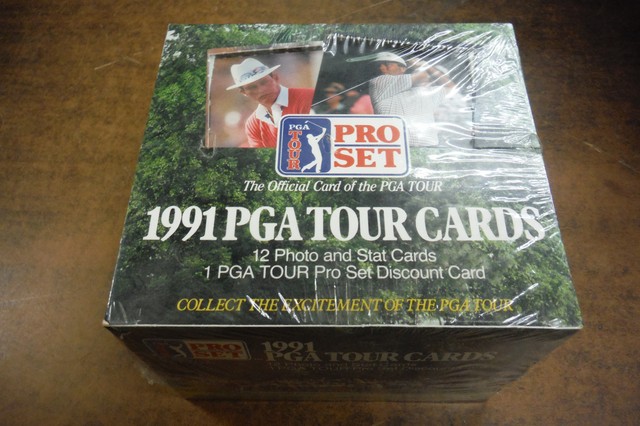 PGA
TOUR
PRO
SET
The Official Card of the PGA TOUR
1991 PGA TOUR CARDS
12 Photo and Stat Cards
1 PGA TOUR Pro Set Discount Card
COLLECT THE EXCITEMENT OF THE PGA TOUR
PRO
SET
1991
PGA TOUR CARDS